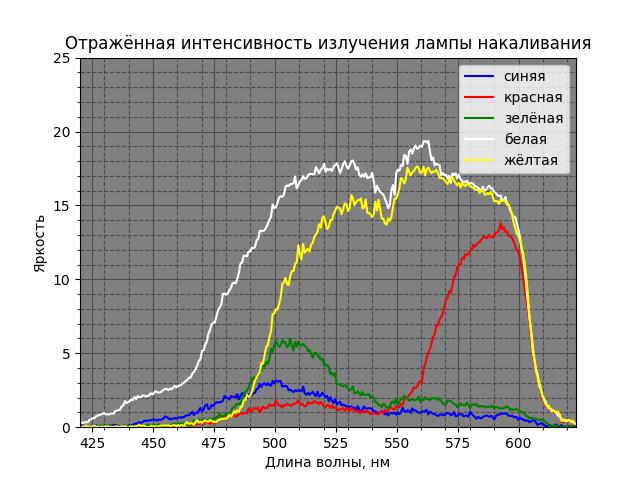 Отражённая интенсивность излучения лампы накаливания
25
20
15
10
5
0
Яркость
синяя
красная
зелёная
белая
жёлтая
425 450 475 500 525 550 575 600
Длина волны, нм